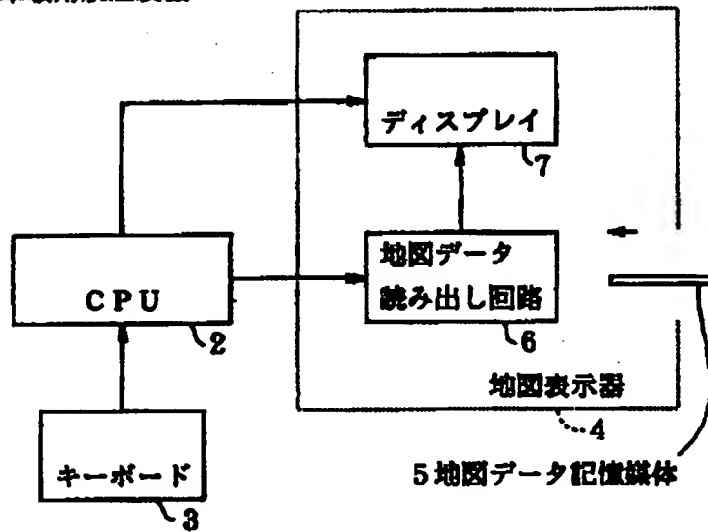 ディスプレイ
7
地図データ
読み出し回路
6
CPU
2
地図表示器
4
キーボード
3
5地図データ記憶媒体